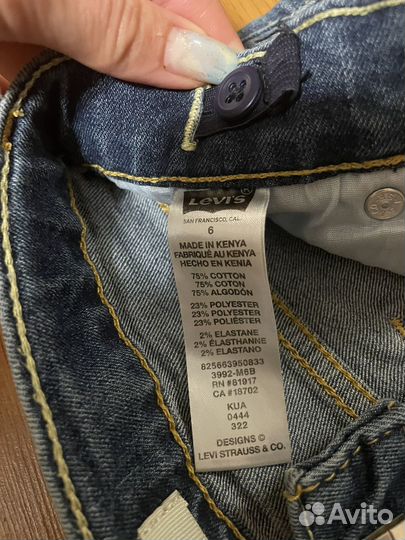 Levi's ®
SAN FRANCISCO, CAL.
6
MADE IN KENYA
FABRIQUÉ AU KENYA
HECHO EN KENIA
75% COTTON
75% COTON
75% ALGODÓN
23% POLYESTER
23% POLYESTER
23% POLIÉSTER
2% ELASTANE
2% ÉLASTHANNE
2% ELASTANO
825663950833
3992-M6B
RN #81917
CA #18702
KUA
0444
322
DESIGNS ©
LEVI STRAUSS & CO.
Avito